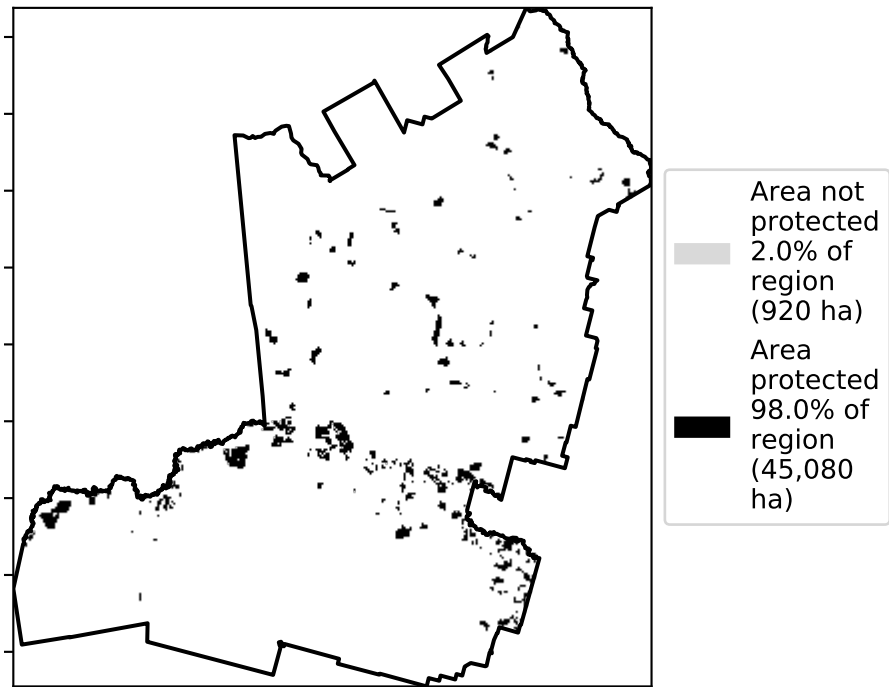 Area not
protected
2.0% of
region
(920 ha)
Area
protected
98.0% of
region
(45,080
ha)